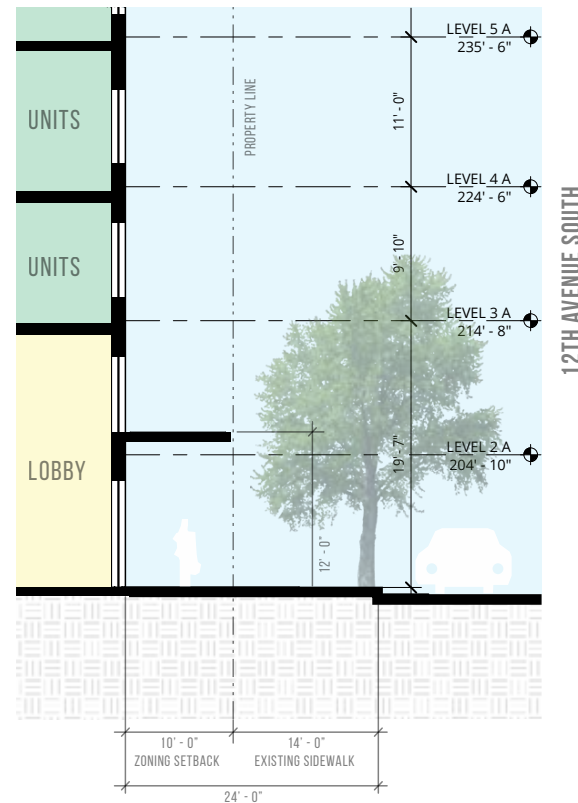 LEVEL 5 A
235' - 6"
PROPERTY LINE
11' - 0"
UNITS
LEVEL 4 A
224' - 6"
12TH AVENUE SOUTH
9' - 10"
UNITS
LEVEL 3 A
214' - 8"
19' - 7"
LEVEL 2 A
204' - 10"
LOBBY
12' - 0"
10' - 0"
14' - 0"
ZONING SETBACK
EXISTING SIDEWALK
24' - 0"